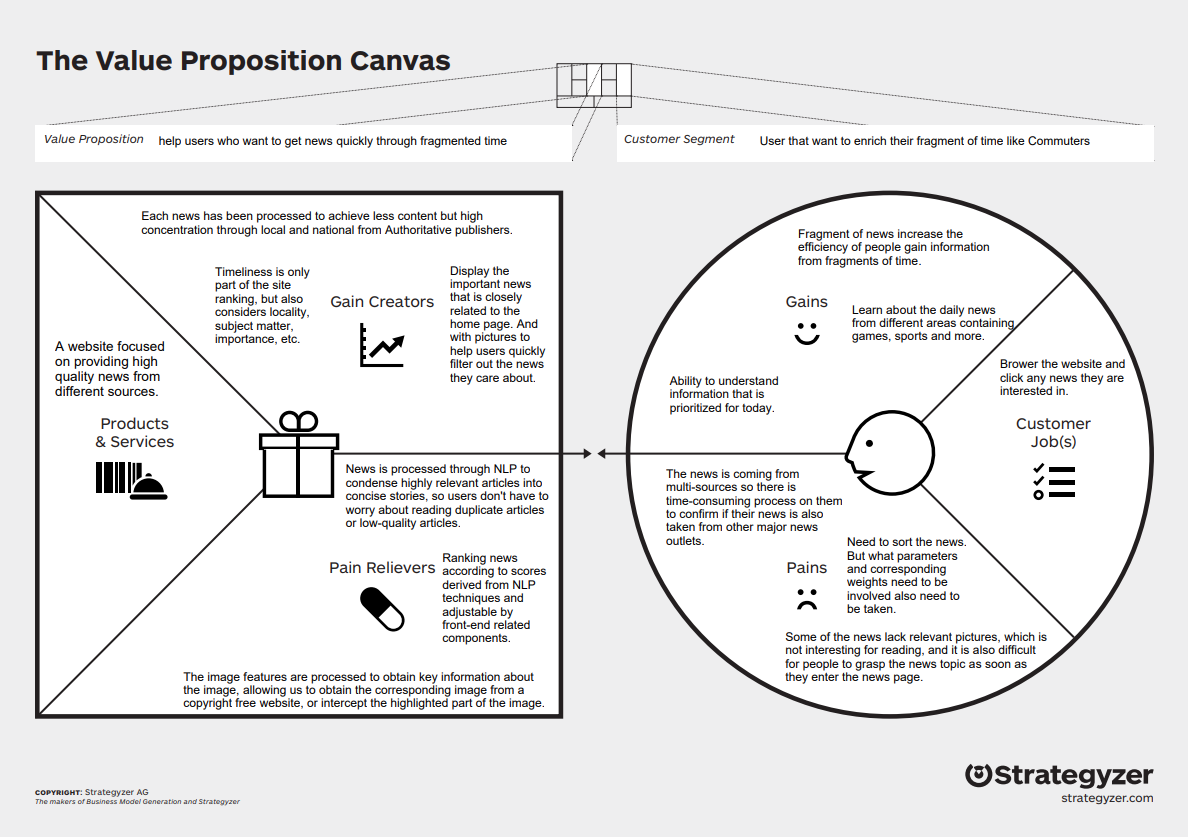 The Value Proposition Canvas
Value Proposition
help users who want to get news quickly through fragmented time
Customer Segment
User that want to enrich their fragment of time like Commuters
Each news has been processed to achieve less content but high
concentration through local and national from Authoritative publishers.
Timeliness is only
part of the site
ranking, but also
considers locality,
subject matter,
importance, etc.
Gain Creators
Display the
important news
that is closely
related to the
home page. And
with pictures to
help users quickly
filter out the news
they care about.
A website focused
on providing high
quality news from
different sources.
Products
& Services
News is processed through NLP to
condense highly relevant articles into
concise stories, so users don't have to
worry about reading duplicate articles
or low-quality articles.
Pain Relievers
Ranking news
according to scores
derived from NLP
techniques and
adjustable by
front-end related
components.
The image features are processed to obtain key information about
the image, allowing us to obtain the corresponding image from a
copyright free website, or intercept the highlighted part of the image.
Fragment of news increase the
efficiency of people gain information
from fragments of time.
Gains
Learn about the daily news
from different areas containing
games, sports and more.
Ability to understand
information that is
prioritized for today.
Brower the website and
click any news they are
interested in.
Customer
Job(s)
The news is coming from
multi-sources so there is
time-consuming process on them
to confirm if their news is also
taken from other major news
outlets.
Pains
Need to sort the news.
But what parameters
and corresponding
weights need to be
involved also need to
be taken.
Some of the news lack relevant pictures, which is
not interesting for reading, and it is also difficult
for people to grasp the news topic as soon as
they enter the news page.
COPYRIGHT: Strategyzer AG
The makers of Business Model Generation and Strategyzer
Strategyzer
strategyzer.com